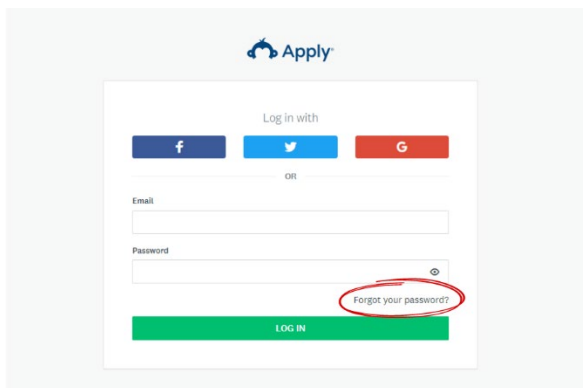 Apply
Log in with
f
G
OR
Email
Password
Forgot your password?
LOG IN